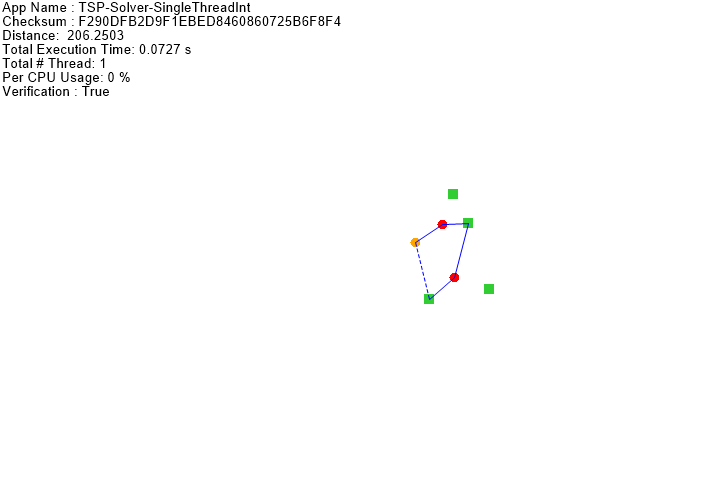 App Name : TSP-Solver-SingleThreadInt
Checksum : F290DFB2D9F1EBED8460860725B6F8F4
Distance:  206.2503
Total Execution Time: 0.0727 s
Total # Thread: 1
Per CPU Usage: 0 %
Verification : True